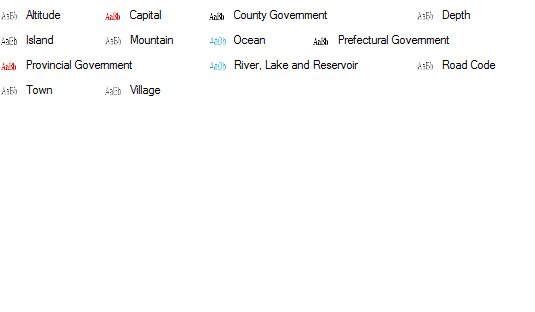 AaBb Altitude AaBb Capital AaBb County Government AaBb Depth
AaBb Island AaBb Mountain AaBb Ocean AaBb Prefectural Government
AaBb Provincial Government AaBb River, Lake and Reservoir AaBb Road Code
AaBb Town AaBb Village